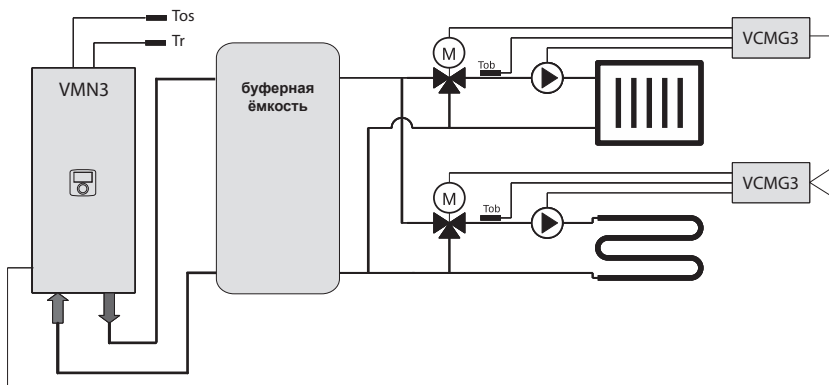 Tos
Tr
VMN3
буферная
ёмкость
M
Tob
VCMG3
M
Tob
VCMG3